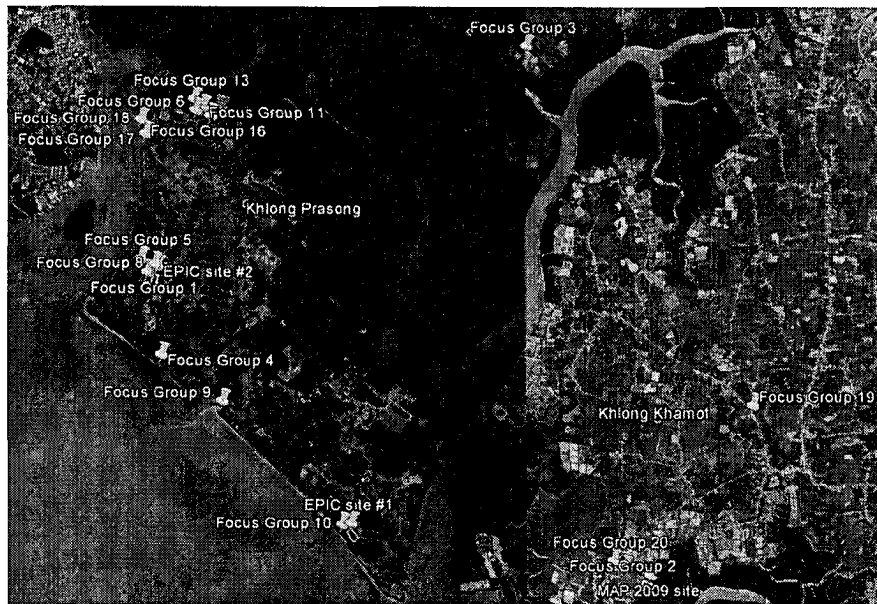 Focus Group 3
Focus Group 13
Focus Group 6
Focus Group 11
Focus Group 18
Focus Group 16
Focus Group 17
Khlong Prasong
Focus Group 5
Focus Group 8
EPIC site #2
Focus Group 1
Focus Group 4
Focus Group 9
Focus Group 19
Khlong Khamot
EPIC site #1
Focus Group 10
Focus Group 20
Focus Group 2
MAP 2009 site